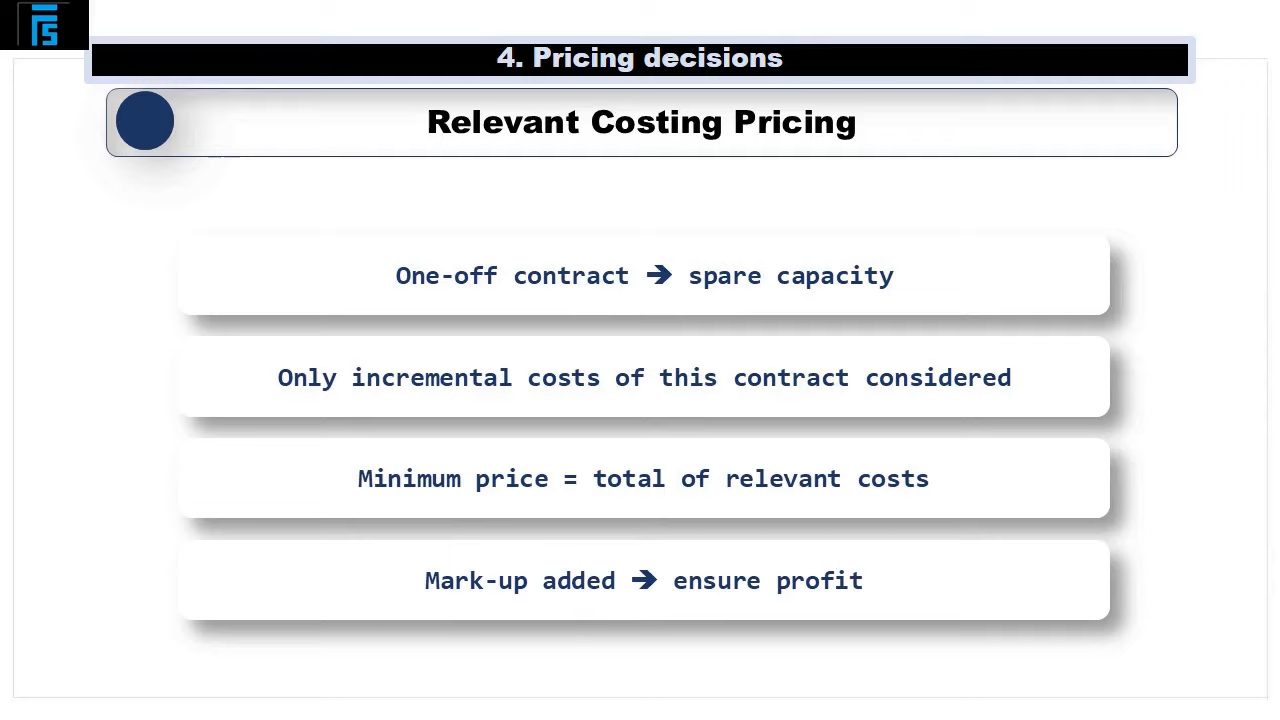 4. Pricing decisions
Relevant Costing Pricing
One-off contract ➔ spare capacity
Only incremental costs of this contract considered
Minimum price = total of relevant costs
Mark-up added ➔ ensure profit